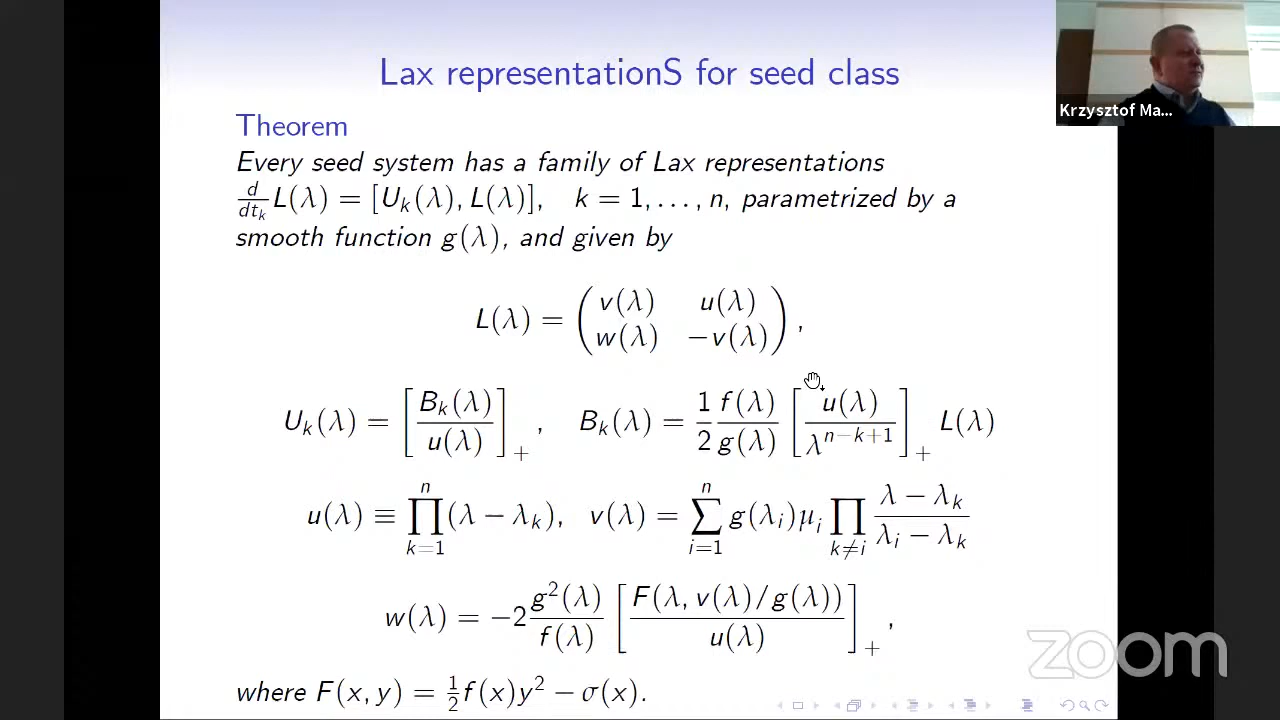 Lax representationS for seed class
Krzysztof Ma...
Theorem
Every seed system has a family of Lax representations
d/dt_k L(λ) = [U_k(λ), L(λ)], k = 1, . . . , n, parametrized by a
smooth function g(λ), and given by
L(λ) = ( v(λ) u(λ) ; w(λ) −v(λ) ),
U_k(λ) = [ B_k(λ) / u(λ) ]_+ , B_k(λ) = 1/2 f(λ)/g(λ) [ u(λ) / λ^{n−k+1} ]_+ L(λ)
u(λ) ≡ ∏_{k=1}^{n} (λ − λ_k), v(λ) = ∑_{i=1}^{n} g(λ_i)μ_i ∏_{k≠i} (λ − λ_k)/(λ_i − λ_k)
w(λ) = −2 g²(λ)/f(λ) [ F(λ, v(λ)/g(λ)) / u(λ) ]_+ ,
where F(x, y) = ½f(x)y² − σ(x).
zoom